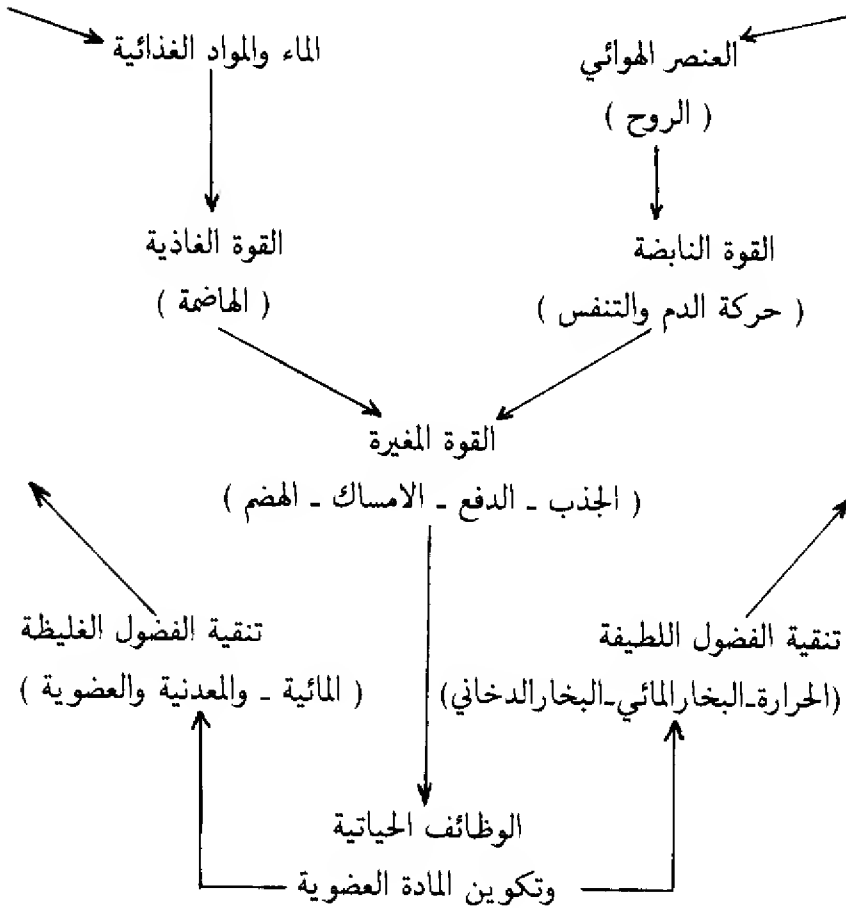 العنصر الهوائي
( الروح )
الماء والمواد الغذائية
القوة النابضة
( حركة الدم والتنفس )
القوة الغاذية
( الهاضمة )
القوة المغيرة
( الجذب - الدفع - الامساك - الهضم )
تنقية الفضول اللطيفة
(الحرارة-البخارالمائي-البخارالدخاني)
تنقية الفضول الغليظة
( المائية - والمعدنية والعضوية )
الوظائف الحياتية
وتكوين المادة العضوية